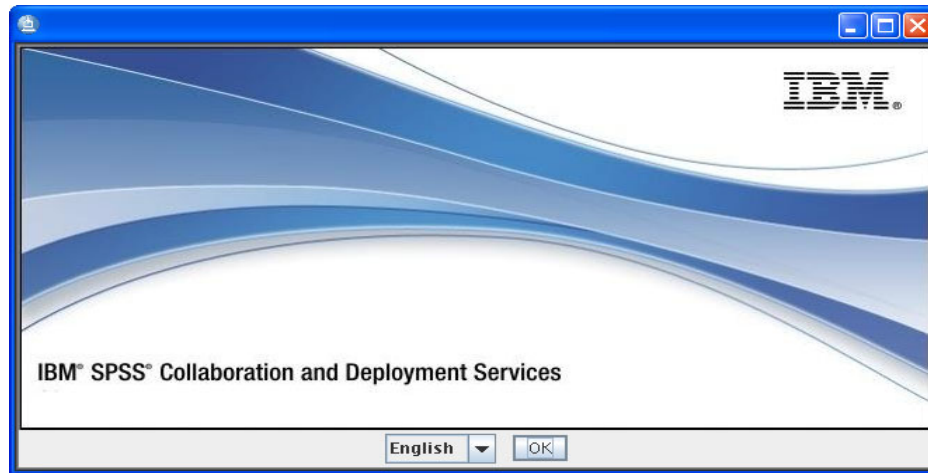 IBM®
IBM® SPSS® Collaboration and Deployment Services
English
OK